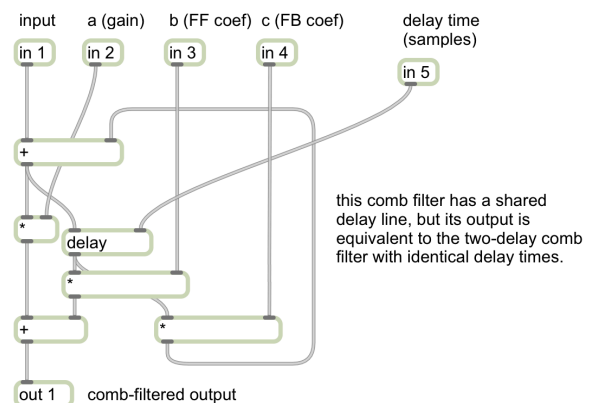 input
a (gain)
b (FF coef)
c (FB coef)
delay time
(samples)
in 1
in 2
in 3
in 4
in 5
+
*
delay
*
+
*
this comb filter has a shared
delay line, but its output is
equivalent to the two-delay comb
filter with identical delay times.
out 1
comb-filtered output